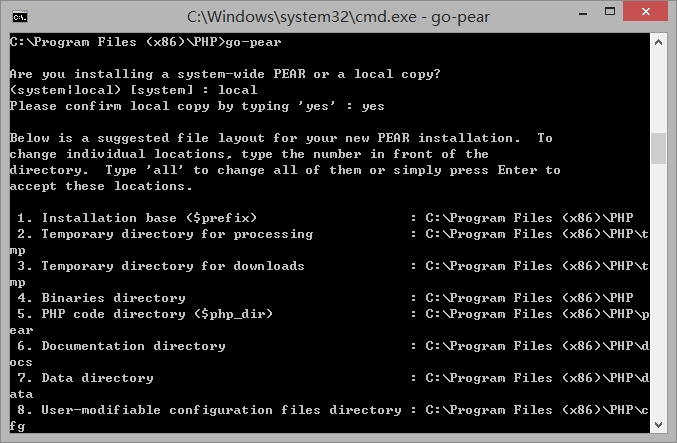 C:\Windows\system32\cmd.exe - go-pear
C:\Program Files (x86)\PHP>go-pear
Are you installing a system-wide PEAR or a local copy?
(system|local) [system] : local
Please confirm local copy by typing 'yes' : yes
Below is a suggested file layout for your new PEAR installation.  To
change individual locations, type the number in front of the
directory.  Type 'all' to change all of them or simply press Enter to
accept these locations.
1. Installation base ($prefix)                   : C:\Program Files (x86)\PHP
2. Temporary directory for processing            : C:\Program Files (x86)\PHP\t
mp
3. Temporary directory for downloads             : C:\Program Files (x86)\PHP\t
mp
4. Binaries directory                            : C:\Program Files (x86)\PHP
5. PHP code directory ($php_dir)                 : C:\Program Files (x86)\PHP\p
ear
6. Documentation directory                       : C:\Program Files (x86)\PHP\d
ocs
7. Data directory                                : C:\Program Files (x86)\PHP\d
ata
8. User-modifiable configuration files directory : C:\Program Files (x86)\PHP\c
fg